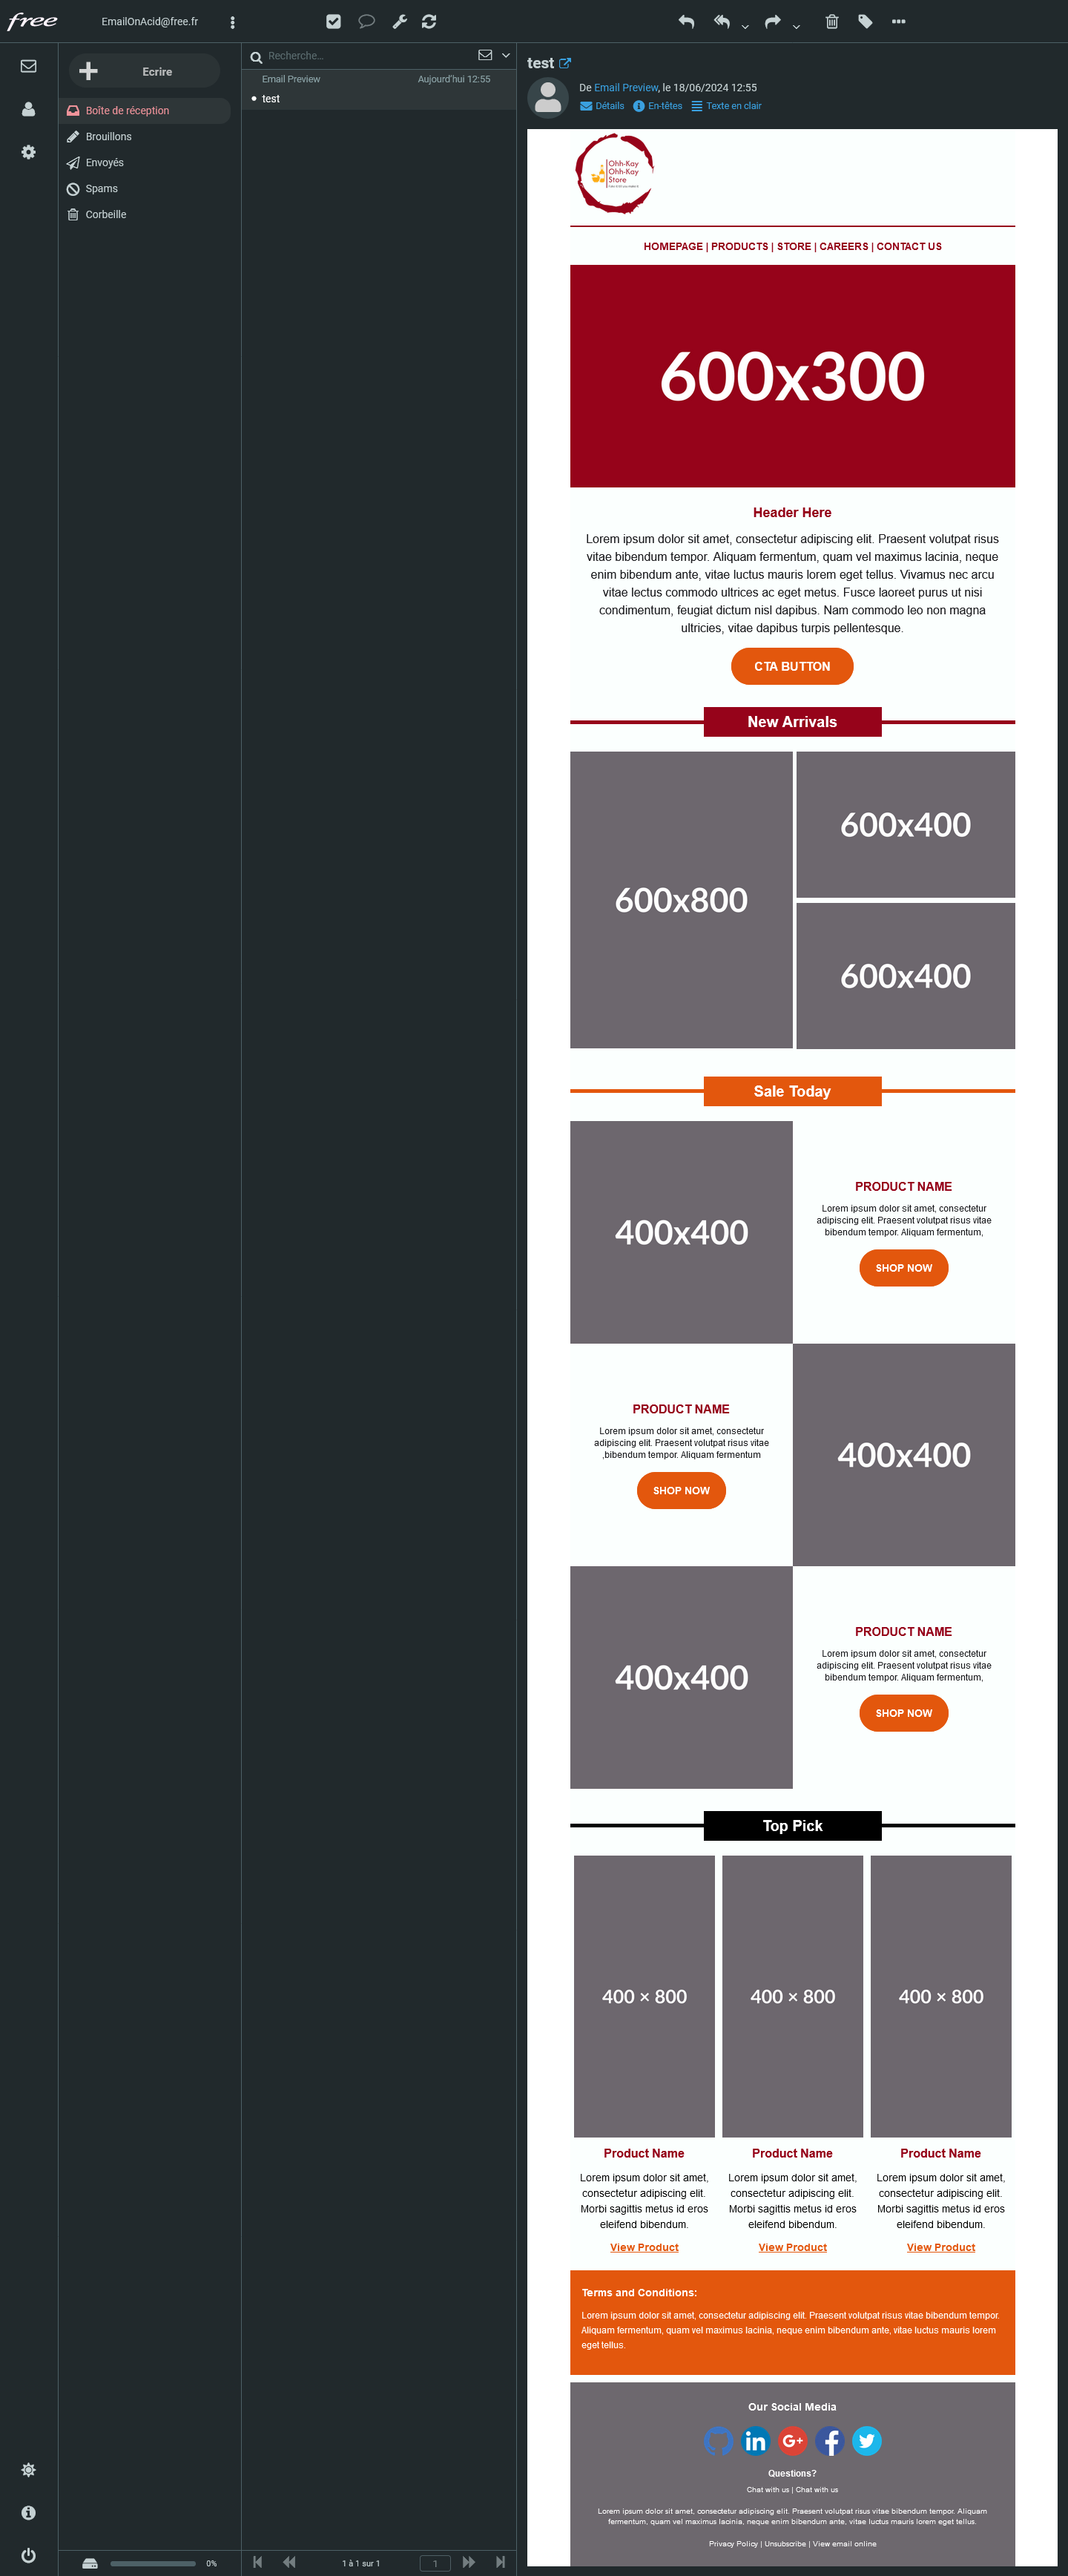 free
EmailOnAcid@free.fr
Ecrire
Boîte de réception
Brouillons
Envoyés
Spams
Corbeille
0%
Recherche...
Email Preview Aujourd'hui 12:55
test
1 à 1 sur 1
1
test
De Email Preview, le 18/06/2024 12:55
Détails En-têtes Texte en clair
Ohh-Kay
Ohh-Kay
Store
HOMEPAGE | PRODUCTS | STORE | CAREERS | CONTACT US
600x300
Header Here
Lorem ipsum dolor sit amet, consectetur adipiscing elit. Praesent volutpat risus
vitae bibendum tempor. Aliquam fermentum, quam vel maximus lacinia, neque
enim bibendum ante, vitae luctus mauris lorem eget tellus. Vivamus nec arcu
vitae lectus commodo ultrices ac eget metus. Fusce laoreet purus ut nisi
condimentum, feugiat dictum nisl dapibus. Nam commodo leo non magna
ultricies, vitae dapibus turpis pellentesque.
CTA BUTTON
New Arrivals
600x800
600x400
600x400
Sale Today
400x400
PRODUCT NAME
Lorem ipsum dolor sit amet, consectetur
adipiscing elit. Praesent volutpat risus vitae
bibendum tempor. Aliquam fermentum,
SHOP NOW
PRODUCT NAME
Lorem ipsum dolor sit amet, consectetur
adipiscing elit. Praesent volutpat risus vitae
,bibendum tempor. Aliquam fermentum
SHOP NOW
400x400
400x400
PRODUCT NAME
Lorem ipsum dolor sit amet, consectetur
adipiscing elit. Praesent volutpat risus vitae
bibendum tempor. Aliquam fermentum,
SHOP NOW
Top Pick
400 × 800
400 × 800
400 × 800
Product Name
Lorem ipsum dolor sit amet,
consectetur adipiscing elit.
Morbi sagittis metus id eros
eleifend bibendum.
View Product
Product Name
Lorem ipsum dolor sit amet,
consectetur adipiscing elit.
Morbi sagittis metus id eros
eleifend bibendum.
View Product
Product Name
Lorem ipsum dolor sit amet,
consectetur adipiscing elit.
Morbi sagittis metus id eros
eleifend bibendum.
View Product
Terms and Conditions:
Lorem ipsum dolor sit amet, consectetur adipiscing elit. Praesent volutpat risus vitae bibendum tempor.
Aliquam fermentum, quam vel maximus lacinia, neque enim bibendum ante, vitae luctus mauris lorem
eget tellus.
Our Social Media
in
G+
f
Questions?
Chat with us | Chat with us
Lorem ipsum dolor sit amet, consectetur adipiscing elit. Praesent volutpat risus vitae bibendum tempor. Aliquam
fermentum, quam vel maximus lacinia, neque enim bibendum ante, vitae luctus mauris lorem eget tellus.
Privacy Policy | Unsubscribe | View email online